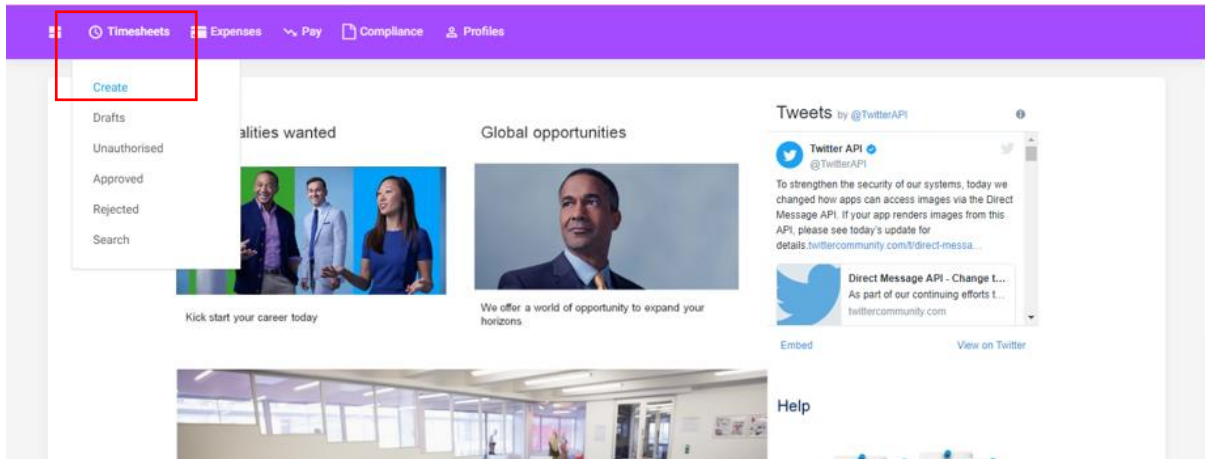 Timesheets
Expenses
Pay
Compliance
Profiles
Create
Drafts
Unauthorised
Approved
Rejected
Search
alities wanted
Kick start your career today
Global opportunities
We offer a world of opportunity to expand your
horizons
Tweets by @TwitterAPI
Twitter API
@TwitterAPI
To strengthen the security of our systems, today we
changed how apps can access images via the Direct
Message API. If your app renders images from this
API, please see today's update for
details.twittercommunity.com/t/direct-messa…
Direct Message API - Change t...
As part of our continuing efforts t...
twittercommunity.com
Embed
View on Twitter
Help